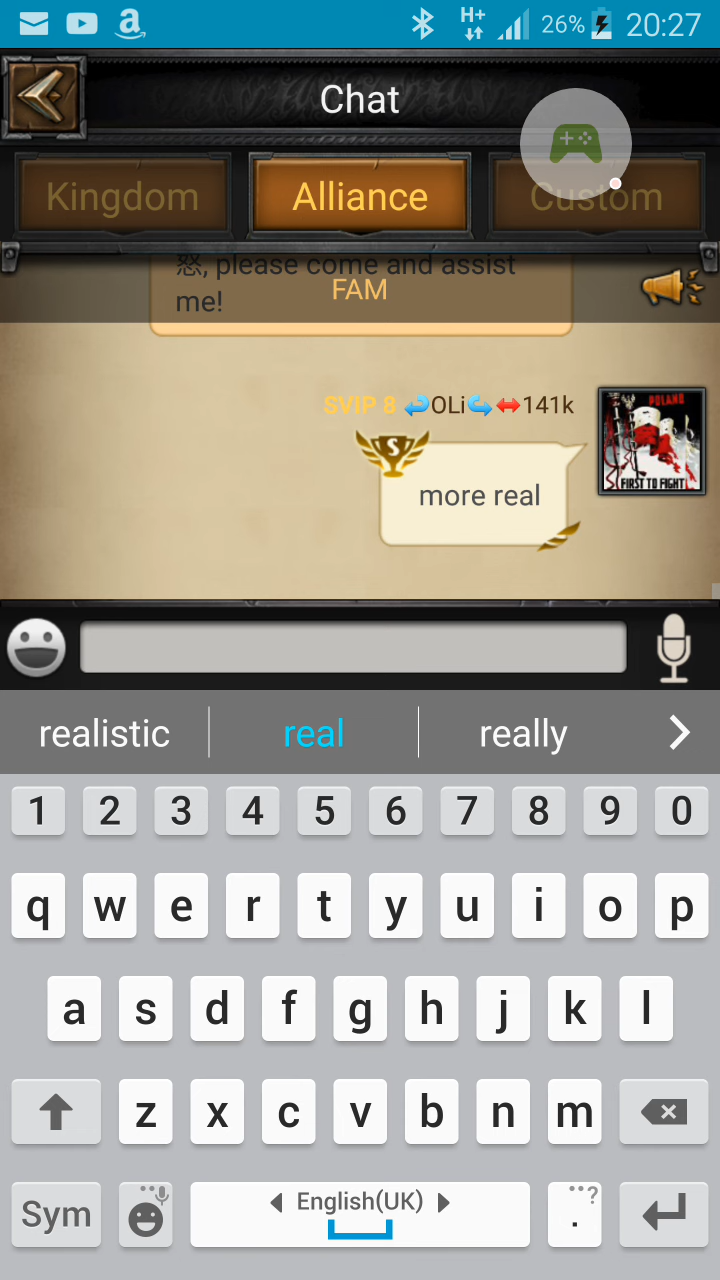 26% 20:27
Chat
Kingdom Alliance Custom
怒, please come and assist
me!
FAM
SVIP 8 ↩OLi↪↔141k
S
POLAND
FIRST TO FIGHT
more real
realistic real really
1 2 3 4 5 6 7 8 9 0
q w e r t y u i o p
a s d f g h j k l
z x c v b n m
Sym English(UK) . ?